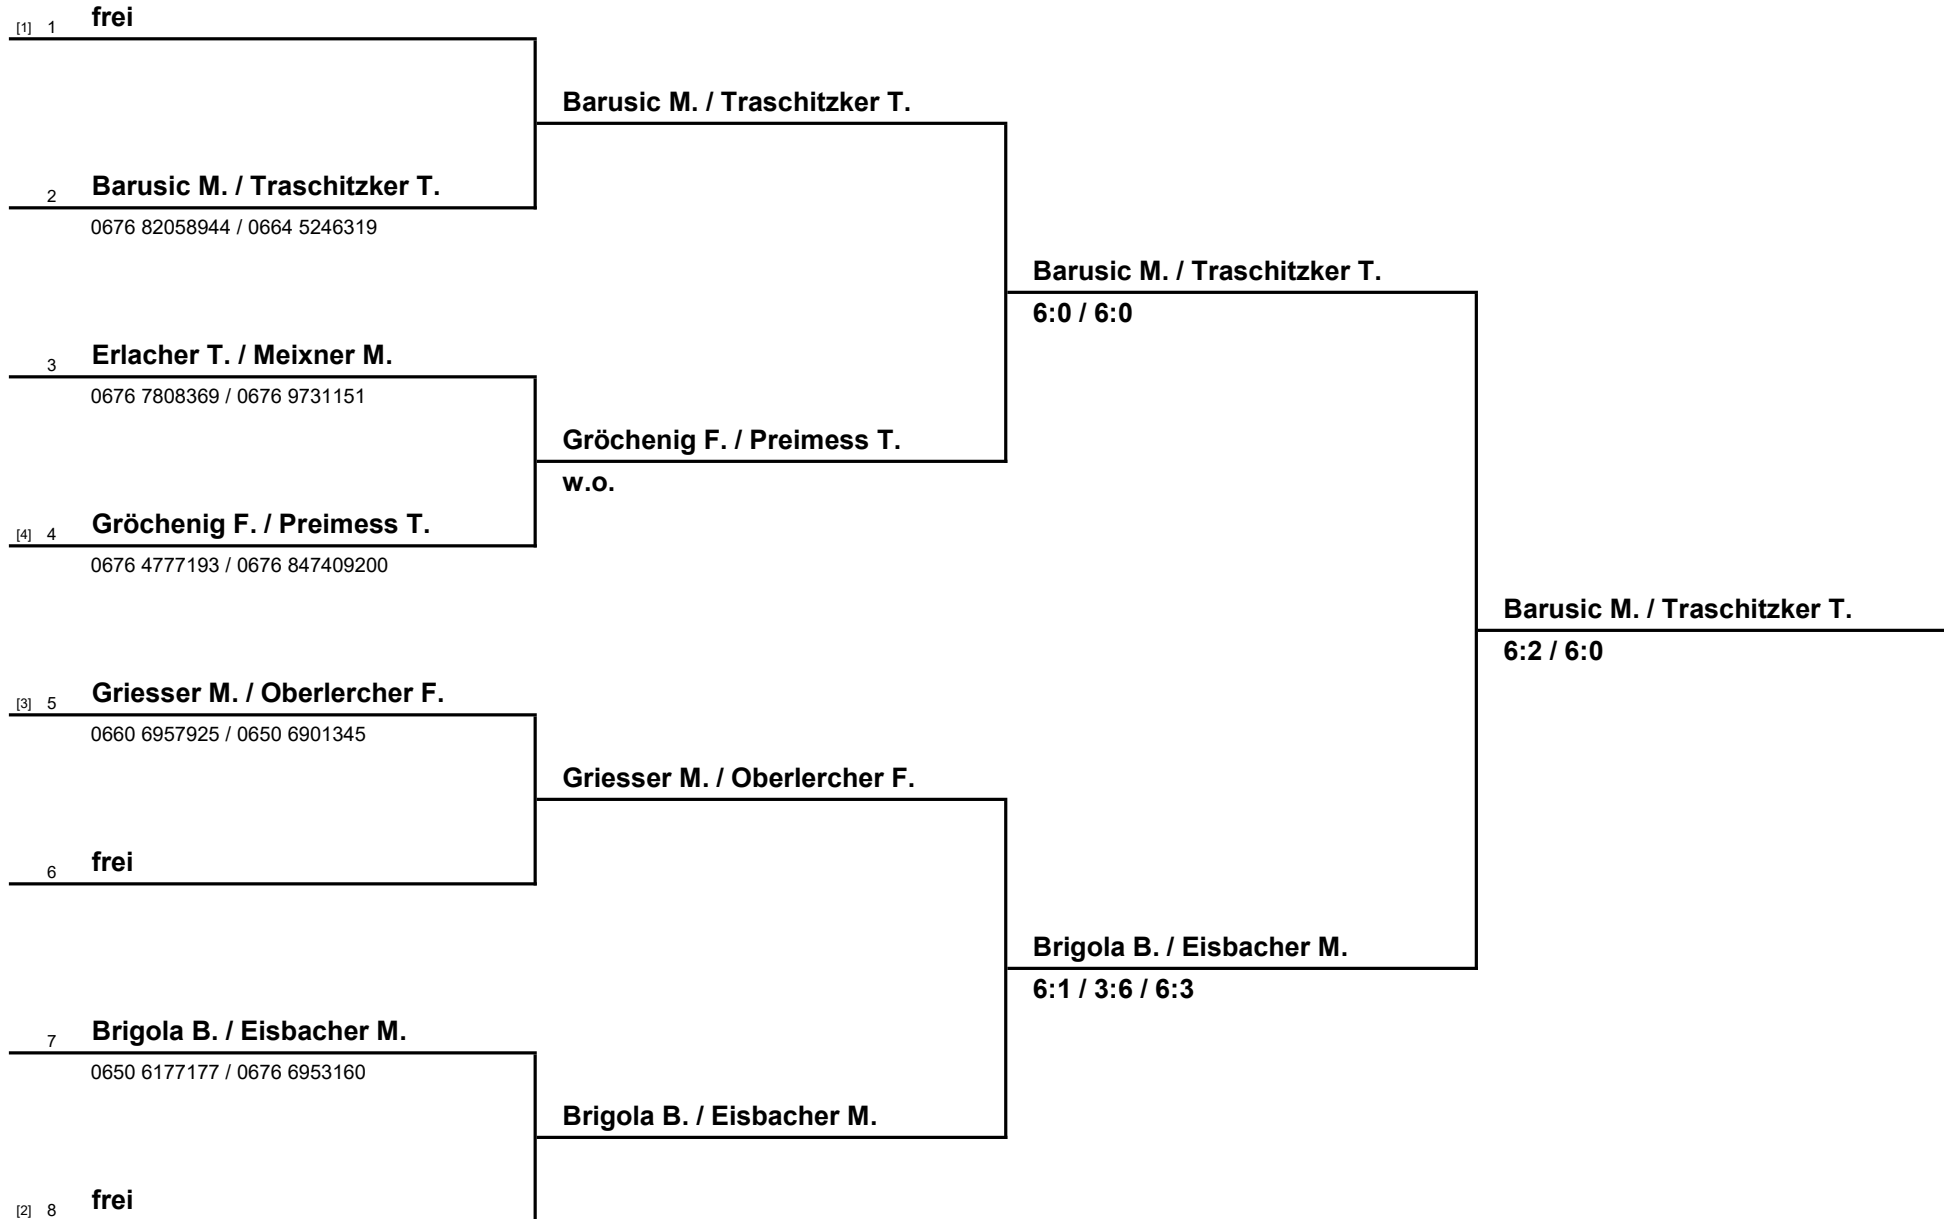 [1] 1 frei
Barusic M. / Traschitzker T.
2 Barusic M. / Traschitzker T.
0676 82058944 / 0664 5246319
Barusic M. / Traschitzker T.
6:0 / 6:0
3 Erlacher T. / Meixner M.
0676 7808369 / 0676 9731151
Gröchenig F. / Preimess T.
w.o.
[4] 4 Gröchenig F. / Preimess T.
0676 4777193 / 0676 847409200
Barusic M. / Traschitzker T.
6:2 / 6:0
[3] 5 Griesser M. / Oberlercher F.
0660 6957925 / 0650 6901345
Griesser M. / Oberlercher F.
6 frei
Brigola B. / Eisbacher M.
6:1 / 3:6 / 6:3
7 Brigola B. / Eisbacher M.
0650 6177177 / 0676 6953160
Brigola B. / Eisbacher M.
[2] 8 frei